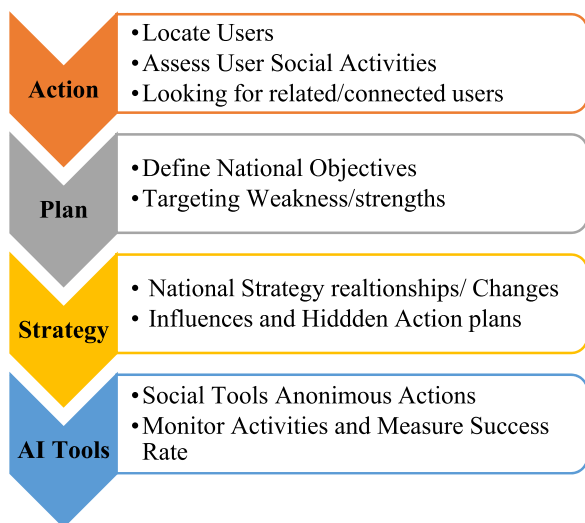 •Locate Users
•Assess User Social Activities
•Looking for related/connected users
Action
•Define National Objectives
•Targeting Weakness/strengths
Plan
• National Strategy realtionships/ Changes
• Influences and Hiddden Action plans
Strategy
•Social Tools Anonimous Actions
•Monitor Activities and Measure Success
Rate
AI Tools